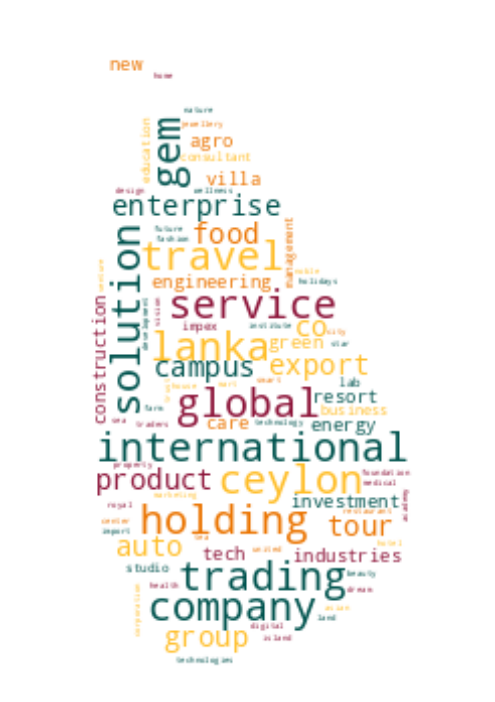 new
home
nature
jewellery
education
gem
agro
consultant
villa
design
wellness
enterprise
future
food
fashion
management
solution
travel
noble
engineering
holidays
construction
vision
service
impex
institute
co
city
lanka
green
star
campus
export
house
mart
smart
lab
farm
global
resort
business
sea
traders
care
technology
energy
international
property
product
ceylon
foundation
medical
marketing
royal
investment
holding
restaurant
center
tour
import
auto
tea
hotel
tech
united
industries
studio
trading
beauty
health
dream
corporation
company
asian
land
group
digital
island
technologies